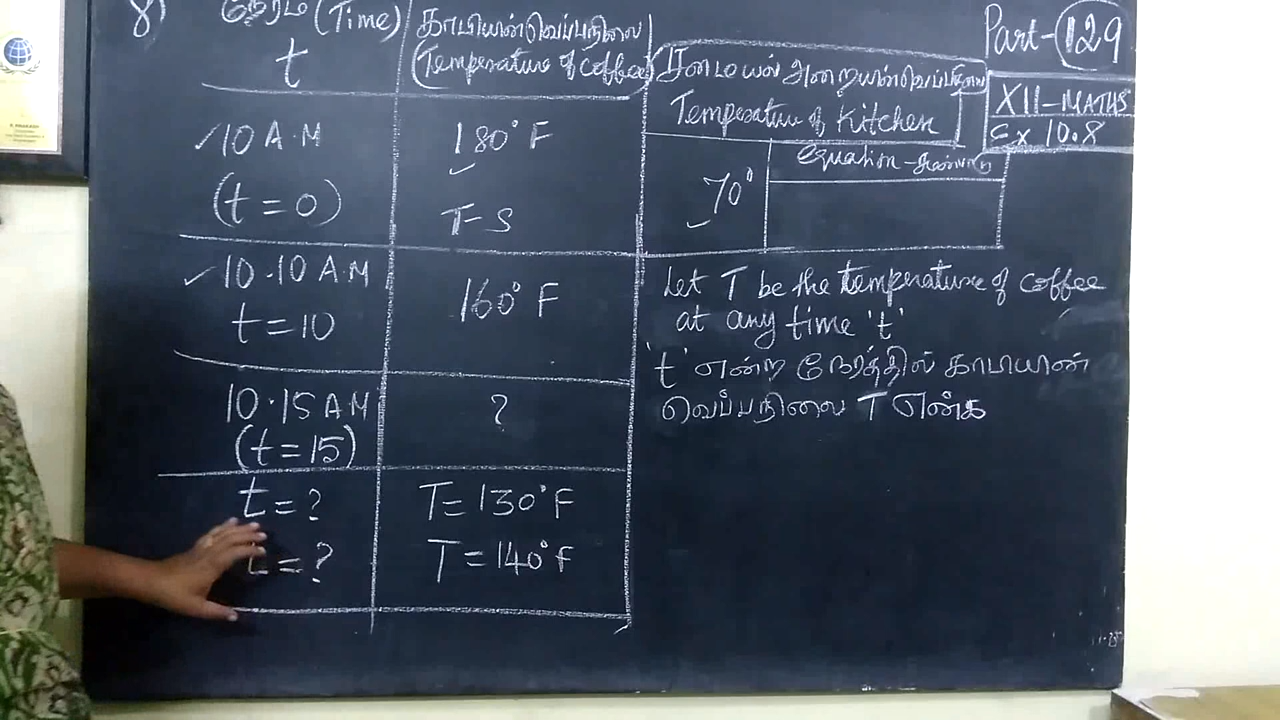 8)
நேரம் (Time)
t
காபியின் வெப்பநிலை
(Temperature of coffee)
சமையல் அறையின் வெப்பநிலை
Temperature of Kitchen
Part-129
XII-MATHS
Ex 10.8
10 A.M
(t=0)
180° F
T-S
70°
equation -
10.10 A.M
t=10
160° F
10.15 A.M
(t=15)
?
t=?
T=130°F
t=?
T=140°F
Let T be the temperature of coffee
at any time 't'
't' என்ற நேரத்தில் காபியின்
வெப்பநிலை T என்க